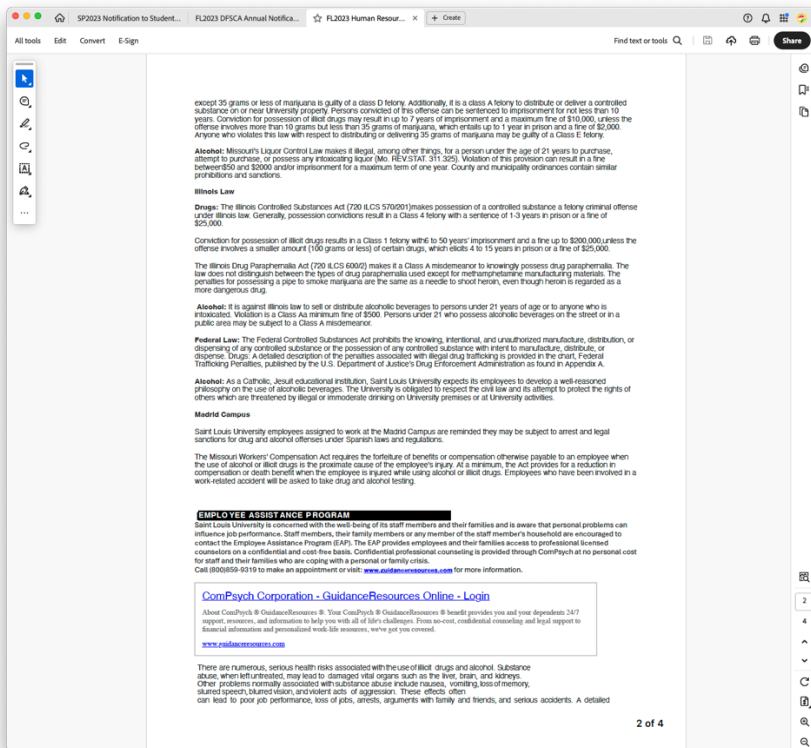 SP2023 Notification to Student...
FL2023 DFSCA Annual Notifica...
FL2023 Human Resour...
Create
All tools
Edit
Convert
E-Sign
Find text or tools
Share
except 35 grams or less of marijuana is guilty of a class D felony. Additionally, it is a class A felony to distribute or deliver a controlled
substance on or near University property. Persons convicted of this offense can be sentenced to imprisonment for not less than 10
years. Conviction for possession of illicit drugs may result in up to 7 years of imprisonment and a maximum fine of $10,000, unless the
offense involves more than 10 grams but less than 35 grams of marijuana, which entails up to 1 year in prison and a fine of $2,000.
Anyone who violates this law with respect to distributing or delivering 35 grams of marijuana may be guilty of a Class E felony.
Alcohol: Missouri's Liquor Control Law makes it illegal, among other things, for a person under the age of 21 years to purchase,
attempt to purchase, or possess any intoxicating liquor (Mo. REV.STAT. 311.325). Violation of this provision can result in a fine
between$50 and $2000 and/or imprisonment for a maximum term of one year. County and municipality ordinances contain similar
prohibitions and sanctions.
Illinois Law
Drugs: The Illinois Controlled Substances Act (720 ILCS 570/201)makes possession of a controlled substance a felony criminal offense
under Illinois law. Generally, possession convictions result in a Class 4 felony with a sentence of 1-3 years in prison or a fine of
$25,000.
Conviction for possession of illicit drugs results in a Class 1 felony with6 to 50 years' imprisonment and a fine up to $200,000,unless the
offense involves a smaller amount (100 grams or less) of certain drugs, which elicits 4 to 15 years in prison or a fine of $25,000.
The Illinois Drug Paraphernalia Act (720 ILCS 600/2) makes it a Class A misdemeanor to knowingly possess drug paraphernalia. The
law does not distinguish between the types of drug paraphernalia used except for methamphetamine manufacturing materials. The
penalties for possessing a pipe to smoke marijuana are the same as a needle to shoot heroin, even though heroin is regarded as a
more dangerous drug.
Alcohol: It is against Illinois law to sell or distribute alcoholic beverages to persons under 21 years of age or to anyone who is
intoxicated. Violation is a Class Aa minimum fine of $500. Persons under 21 who possess alcoholic beverages on the street or in a
public area may be subject to a Class A misdemeanor.
Federal Law: The Federal Controlled Substances Act prohibits the knowing, intentional, and unauthorized manufacture, distribution, or
dispensing of any controlled substance or the possession of any controlled substance with intent to manufacture, distribute, or
dispense. Drugs: A detailed description of the penalties associated with illegal drug trafficking is provided in the chart, Federal
Trafficking Penalties, published by the U.S. Department of Justice's Drug Enforcement Administration as found in Appendix A.
Alcohol: As a Catholic, Jesuit educational institution, Saint Louis University expects its employees to develop a well-reasoned
philosophy on the use of alcoholic beverages. The University is obligated to respect the civil law and its attempt to protect the rights of
others which are threatened by illegal or immoderate drinking on University premises or at University activities.
Madrid Campus
Saint Louis University employees assigned to work at the Madrid Campus are reminded they may be subject to arrest and legal
sanctions for drug and alcohol offenses under Spanish laws and regulations.
The Missouri Workers' Compensation Act requires the forfeiture of benefits or compensation otherwise payable to an employee when
the use of alcohol or illicit drugs is the proximate cause of the employee's injury. At a minimum, the Act provides for a reduction in
compensation or death benefit when the employee is injured while using alcohol or illicit drugs. Employees who have been involved in a
work-related accident will be asked to take drug and alcohol testing.
EMPLOYEE ASSISTANCE PROGRAM
Saint Louis University is concerned with the well-being of its staff members and their families and is aware that personal problems can
influence job performance. Staff members, their family members or any member of the staff member's household are encouraged to
contact the Employee Assistance Program (EAP). The EAP provides employees and their families access to professional licensed
counselors on a confidential and cost-free basis. Confidential professional counseling is provided through ComPsych at no personal cost
for staff and their families who are coping with a personal or family crisis.
Call (800)859-9319 to make an appointment or visit: www.guidanceresources.com for more information.
ComPsych Corporation - GuidanceResources Online - Login
About ComPsych ® GuidanceResources ®. Your ComPsych ® GuidanceResources ® benefit provides you and your dependents 24/7
support, resources, and information to help you with all of life's challenges. From no-cost, confidential counseling and legal support to
financial information and personalized work-life resources, we've got you covered.
www.guidanceresources.com
There are numerous, serious health risks associated with the use of illicit drugs and alcohol. Substance
abuse, when left untreated, may lead to damaged vital organs such as the liver, brain, and kidneys.
Other problems normally associated with substance abuse include nausea, vomiting, loss of memory,
slurred speech, blurred vision, and violent acts of aggression. These effects often
can lead to poor job performance, loss of jobs, arrests, arguments with family and friends, and serious accidents. A detailed
2 of 4
2
4